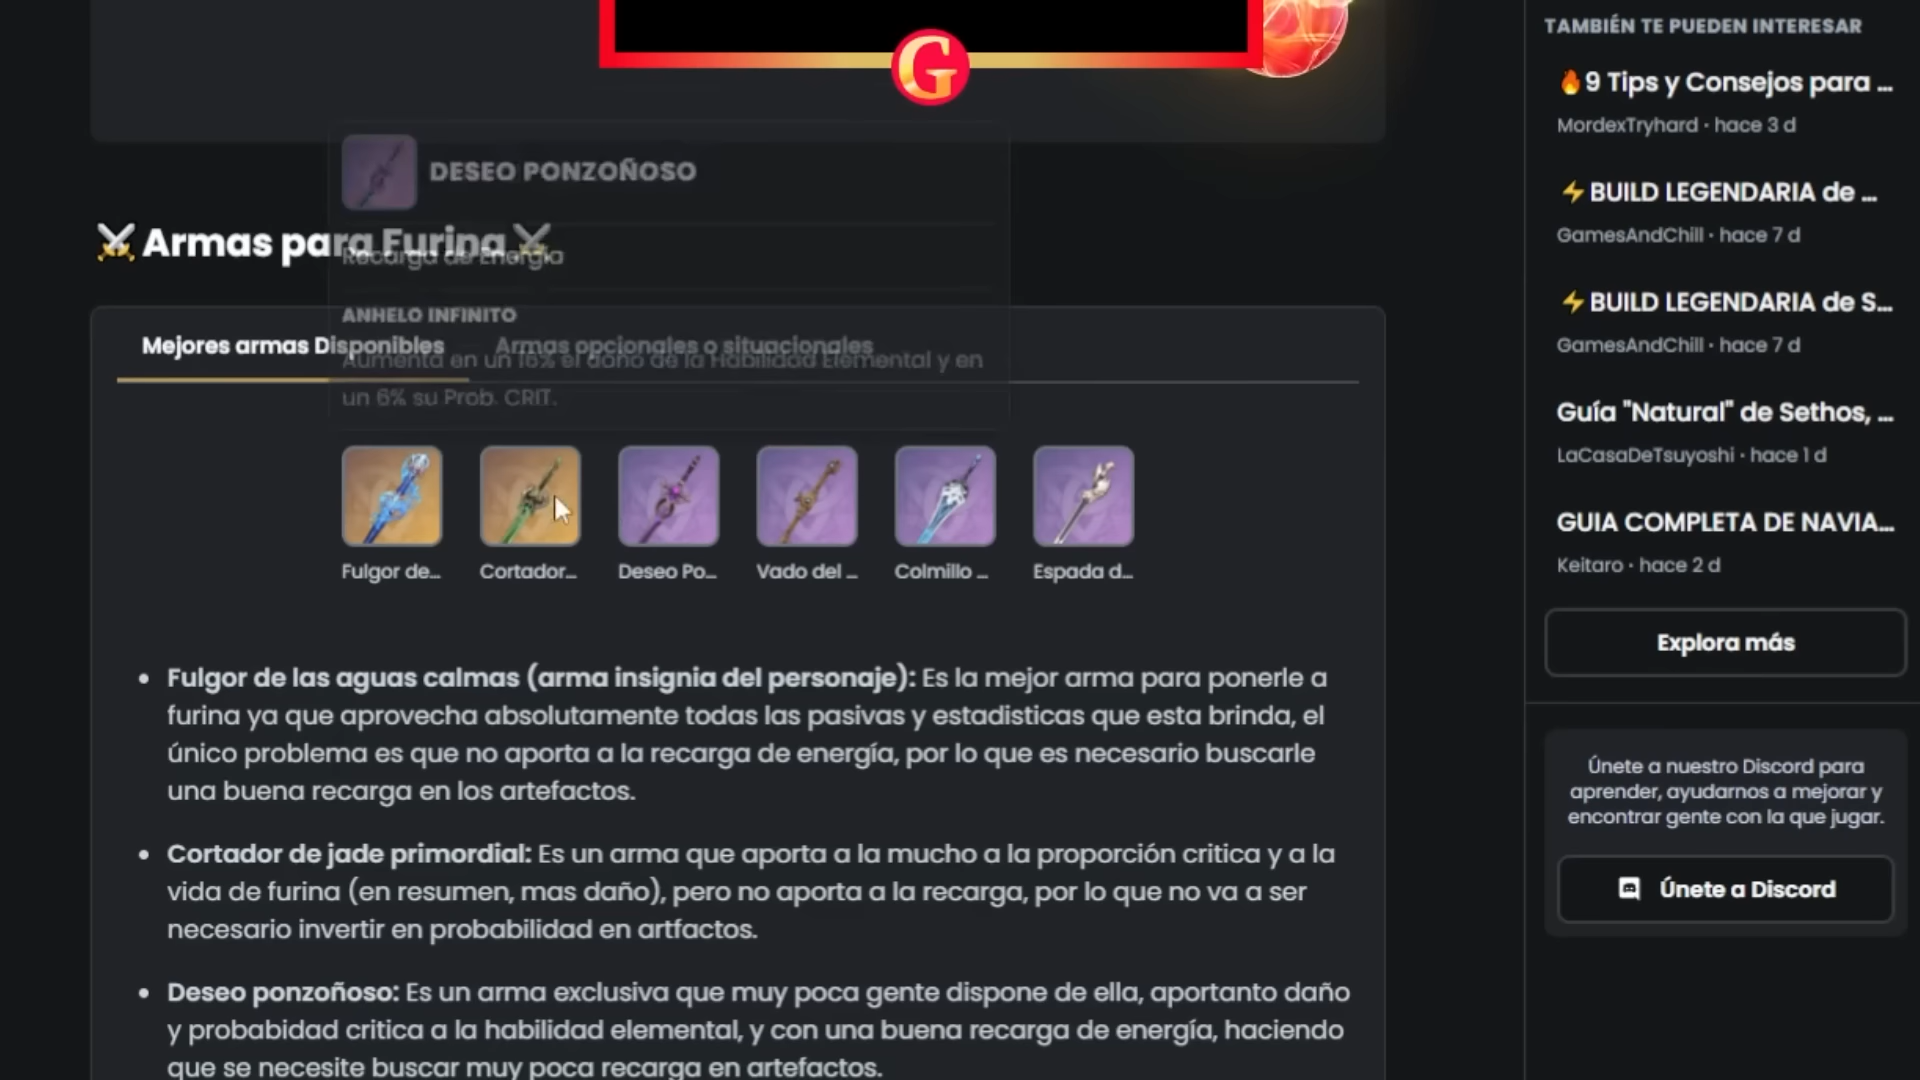 G
DESEO PONZOÑOSO
⚔️Armas para Furina⚔️
Recarga de Energía
ANHELO INFINITO
Mejores armas Disponibles
Armas opcionales o situacionales
Aumenta en un 16% el daño de la Habilidad Elemental y en
un 6% su Prob. CRIT.
Fulgor de...
Cortador...
Deseo Po...
Vado del ...
Colmillo ...
Espada d...
• Fulgor de las aguas calmas (arma insignia del personaje): Es la mejor arma para ponerle a
furina ya que aprovecha absolutamente todas las pasivas y estadisticas que esta brinda, el
único problema es que no aporta a la recarga de energía, por lo que es necesario buscarle
una buena recarga en los artefactos.
• Cortador de jade primordial: Es un arma que aporta a la mucho a la proporción critica y a la
vida de furina (en resumen, mas daño), pero no aporta a la recarga, por lo que no va a ser
necesario invertir en probabilidad en artfactos.
• Deseo ponzoñoso: Es un arma exclusiva que muy poca gente dispone de ella, aportanto daño
y probabidad critica a la habilidad elemental, y con una buena recarga de energía, haciendo
que se necesite buscar muy poca recarga en artefactos.
TAMBIÉN TE PUEDEN INTERESAR
🔥9 Tips y Consejos para ...
MordexTryhard · hace 3 d
⚡BUILD LEGENDARIA de ...
GamesAndChill · hace 7 d
⚡BUILD LEGENDARIA de S...
GamesAndChill · hace 7 d
Guía "Natural" de Sethos, ...
LaCasaDeTsuyoshi · hace 1 d
GUIA COMPLETA DE NAVIA...
Keitaro · hace 2 d
Explora más
Únete a nuestro Discord para
aprender, ayudarnos a mejorar y
encontrar gente con la que jugar.
Únete a Discord